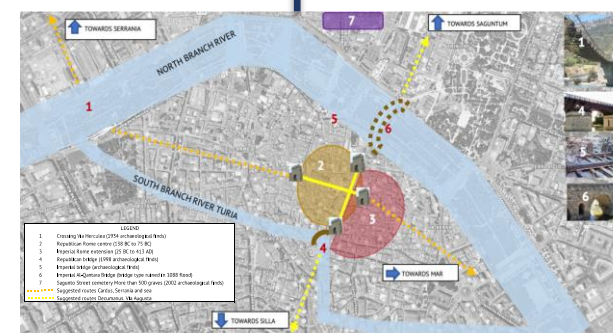 7
TOWARDS SERRANIA
TOWARDS SAGUNTUM
NORTH BRANCH RIVER
1
1
5
6
4
2
5
SOUTH BRANCH RIVER TURIA
3
6
4
LEGEND
1 Crossing Via Herculea (1934 archaeological finds)
2 Republican Rome centre (138 BC to 75 BC)
3 Imperial Rome extension (25 BC to 413 AD)
4 Republican bridge (1998 archaeological finds)
5 Imperial bridge (archaeological finds)
6 Imperial Al-Qantara Bridge (bridge type ruined in 1088 flood)
7 Sagunto Street cemetery More than 500 graves (2002 archaeological finds)
Suggested routes Cardus, Serrania and sea
Suggested routes Decumanus, Via Augusta
TOWARDS MAR
TOWARDS SILLA